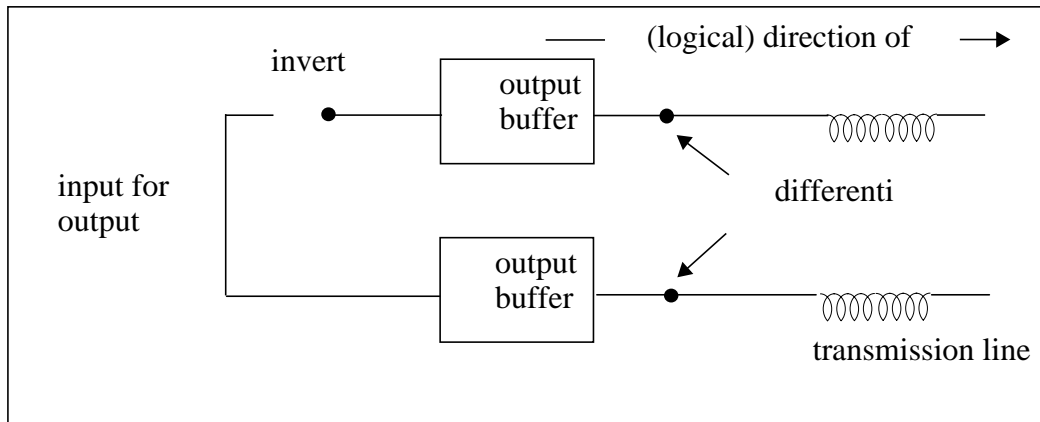 (logical) direction of
invert
output
buffer
input for
output
differenti
output
buffer
transmission line